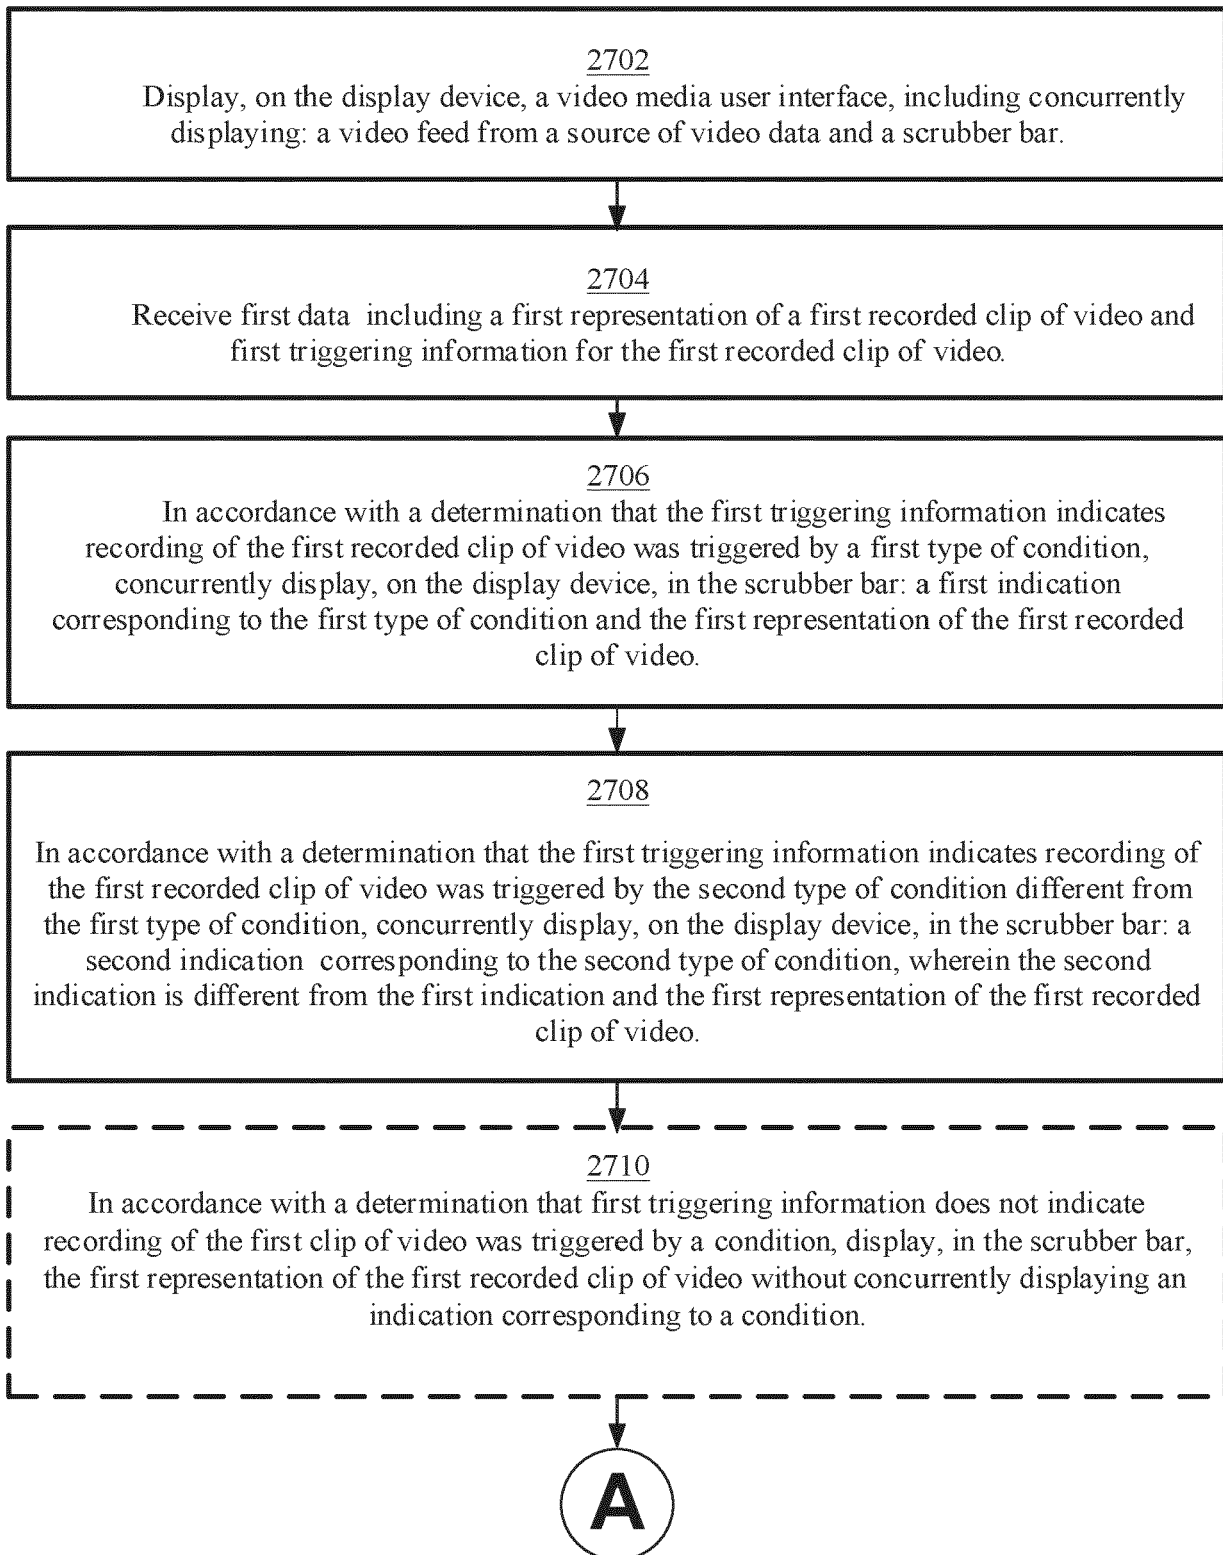 2702
Display, on the display device, a video media user interface, including concurrently
displaying: a video feed from a source of video data and a scrubber bar.
2704
Receive first data  including a first representation of a first recorded clip of video and
first triggering information for the first recorded clip of video.
2706
In accordance with a determination that the first triggering information indicates
recording of the first recorded clip of video was triggered by a first type of condition,
concurrently display, on the display device, in the scrubber bar: a first indication
corresponding to the first type of condition and the first representation of the first recorded
clip of video.
2708
In accordance with a determination that the first triggering information indicates recording of
the first recorded clip of video was triggered by the second type of condition different from
the first type of condition, concurrently display, on the display device, in the scrubber bar: a
second indication  corresponding to the second type of condition, wherein the second
indication is different from the first indication and the first representation of the first recorded
clip of video.
2710
In accordance with a determination that first triggering information does not indicate
recording of the first clip of video was triggered by a condition, display, in the scrubber bar,
the first representation of the first recorded clip of video without concurrently displaying an
indication corresponding to a condition.
A